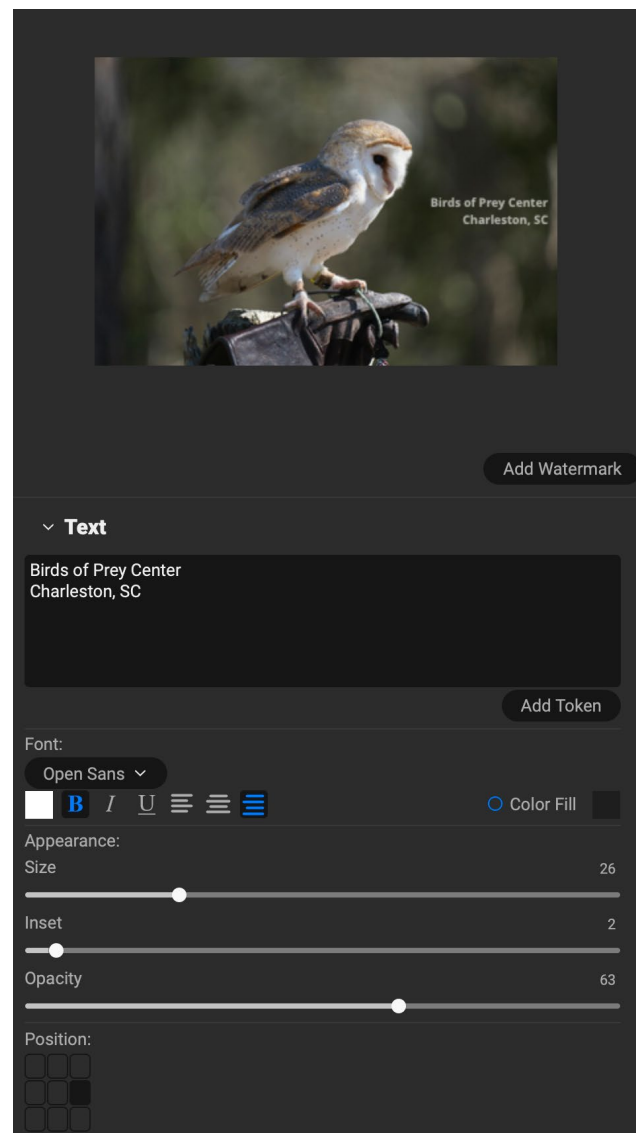 Birds of Prey Center
Charleston, SC
Add Watermark
Text
Birds of Prey Center
Charleston, SC
Add Token
Font:
Open Sans
B I U Color Fill
Appearance:
Size 26
Inset 2
Opacity 63
Position: